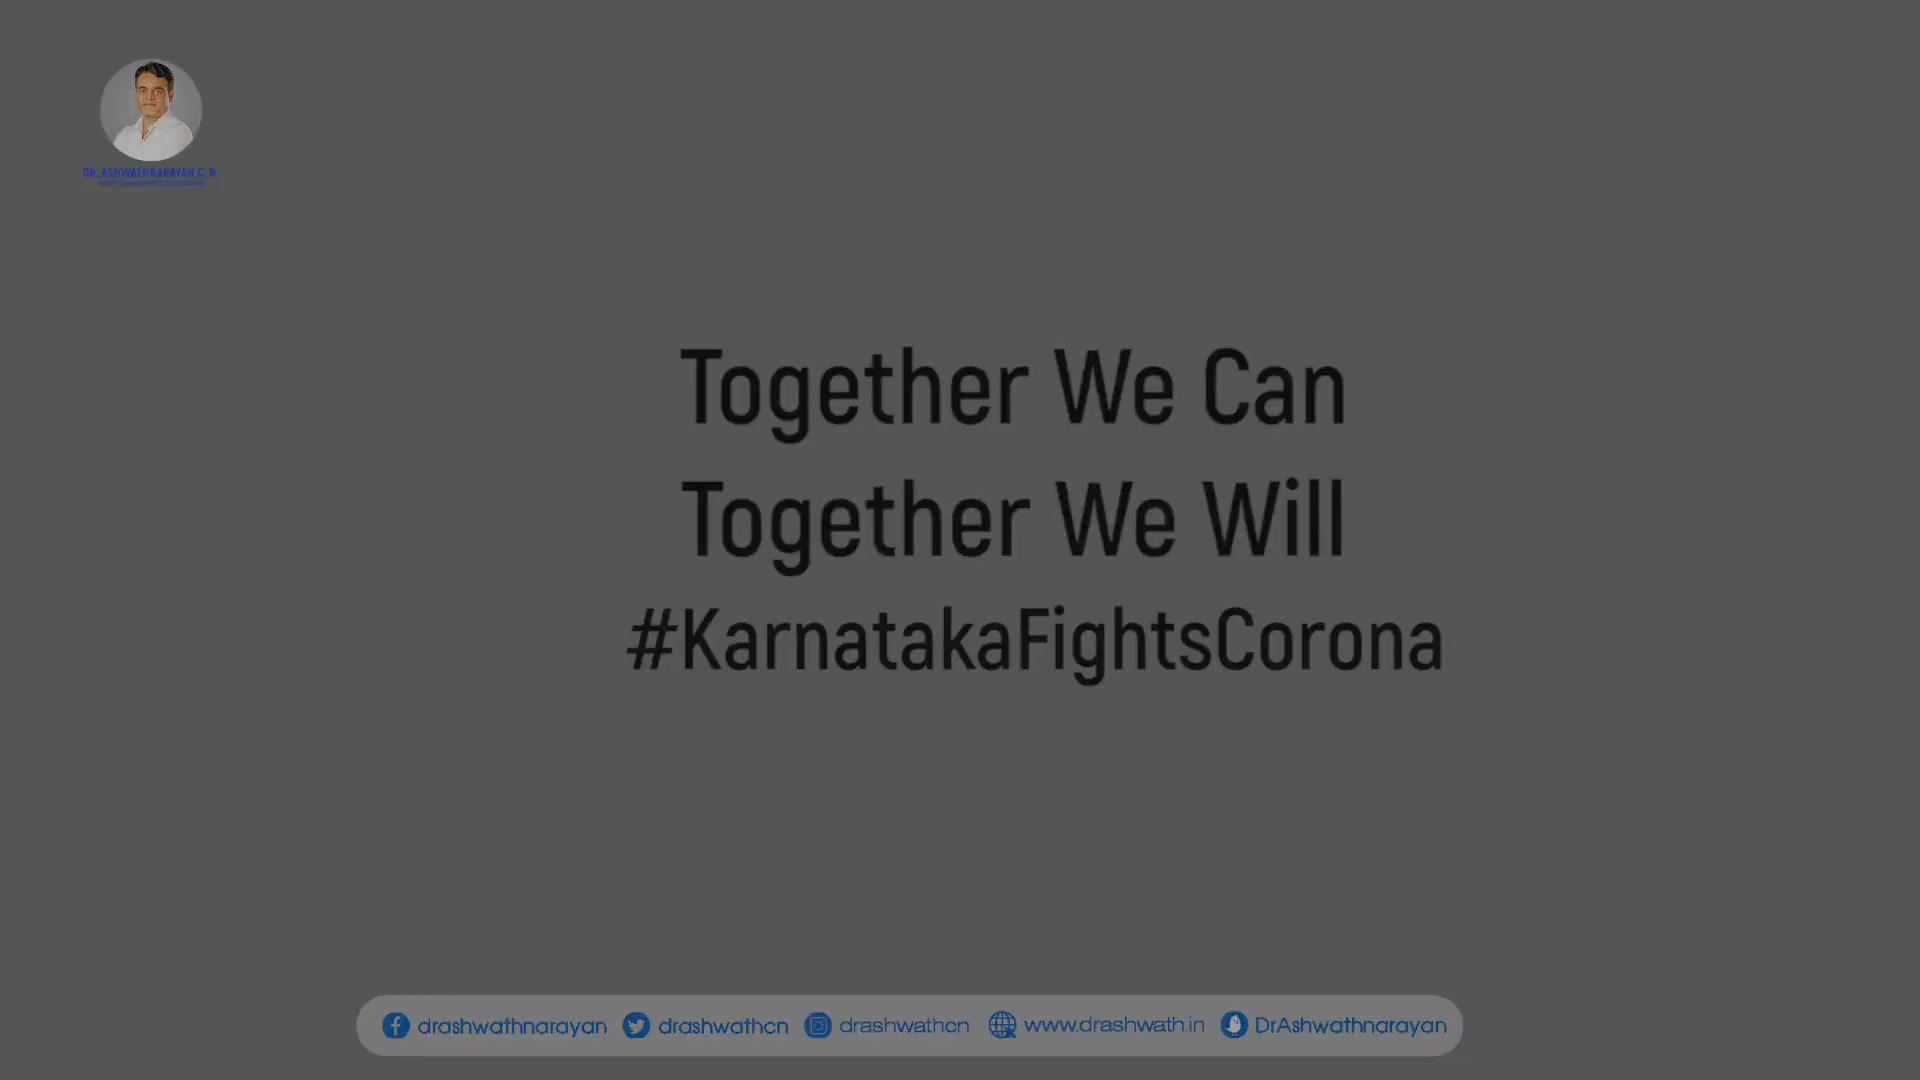 DR. ASHWATHNARAYAN C. N
Together We Can
Together We Will
#KarnatakaFightsCorona
drashwathnarayan drashwathcn drashwathcn www.drashwath.in DrAshwathnarayan